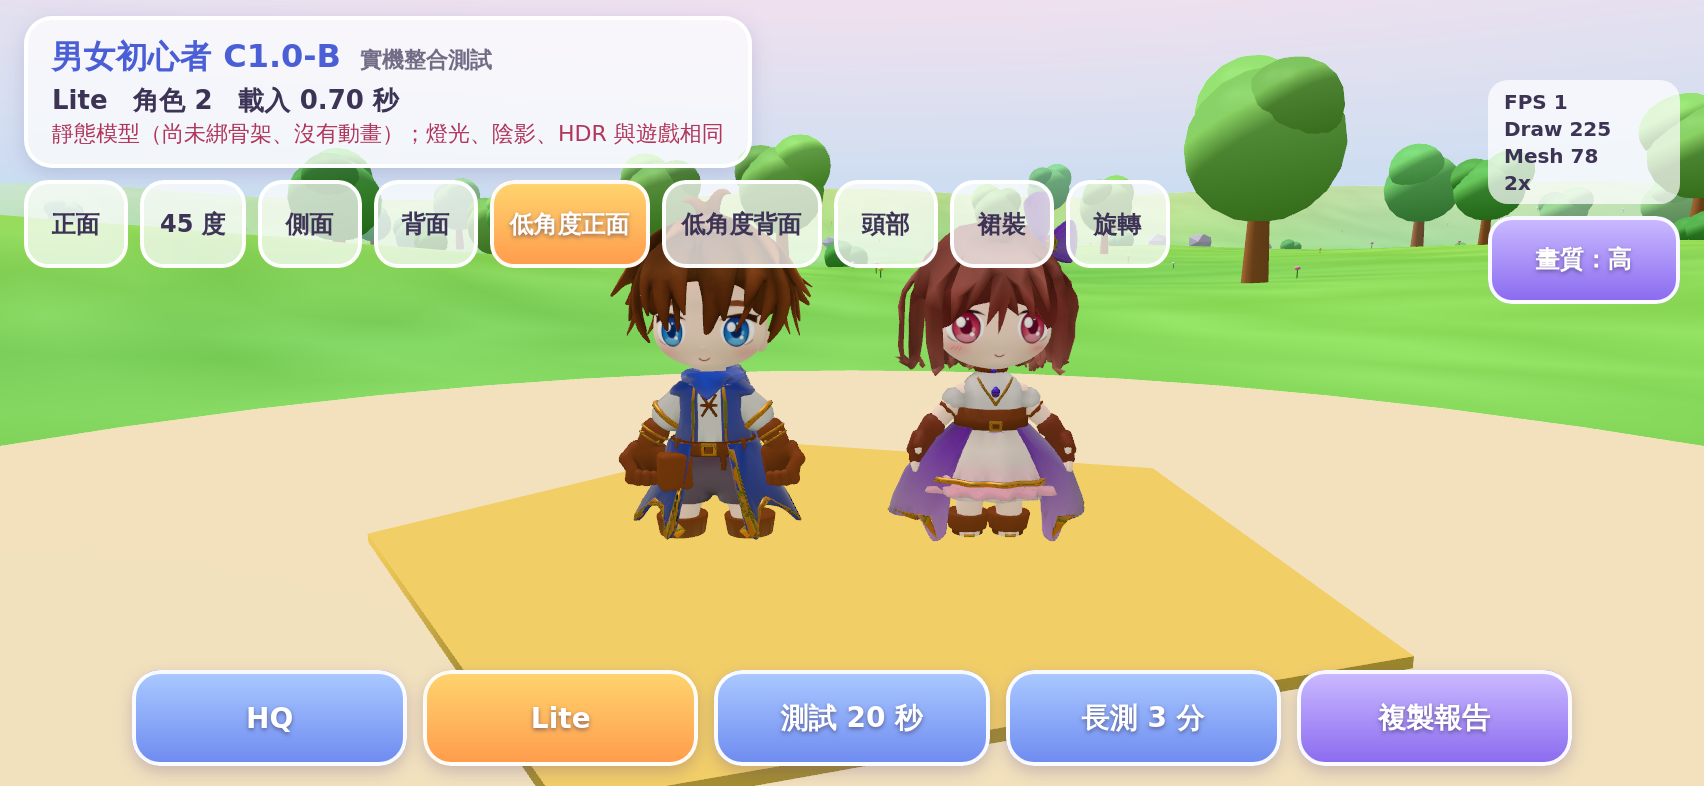 男女初心者 C1.0-B 實機整合測試
Lite 角色 2 載入 0.70 秒
靜態模型（尚未綁骨架、沒有動畫）；燈光、陰影、HDR 與遊戲相同
FPS 1
Draw 225
Mesh 78
2x
正面
45 度
側面
背面
低角度正面
低角度背面
頭部
裙裝
旋轉
畫質：高
HQ
Lite
測試 20 秒
長測 3 分
複製報告